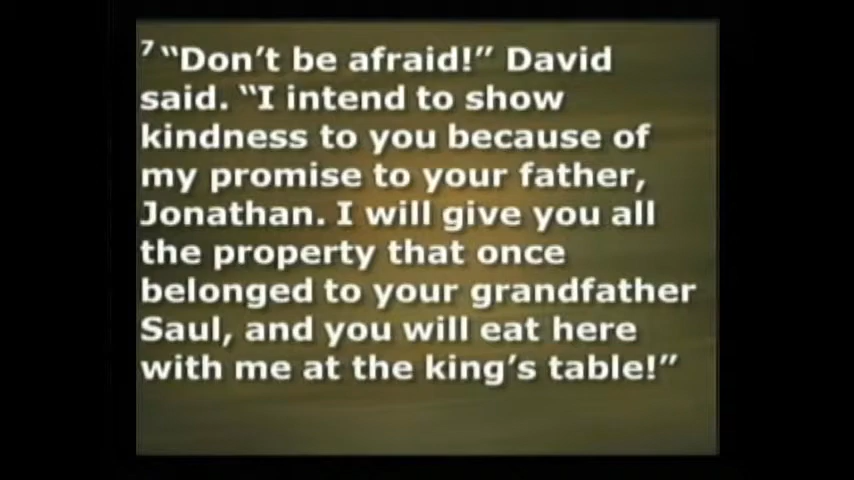 ⁷ “Don’t be afraid!” David
said. “I intend to show
kindness to you because of
my promise to your father,
Jonathan. I will give you all
the property that once
belonged to your grandfather
Saul, and you will eat here
with me at the king’s table!”